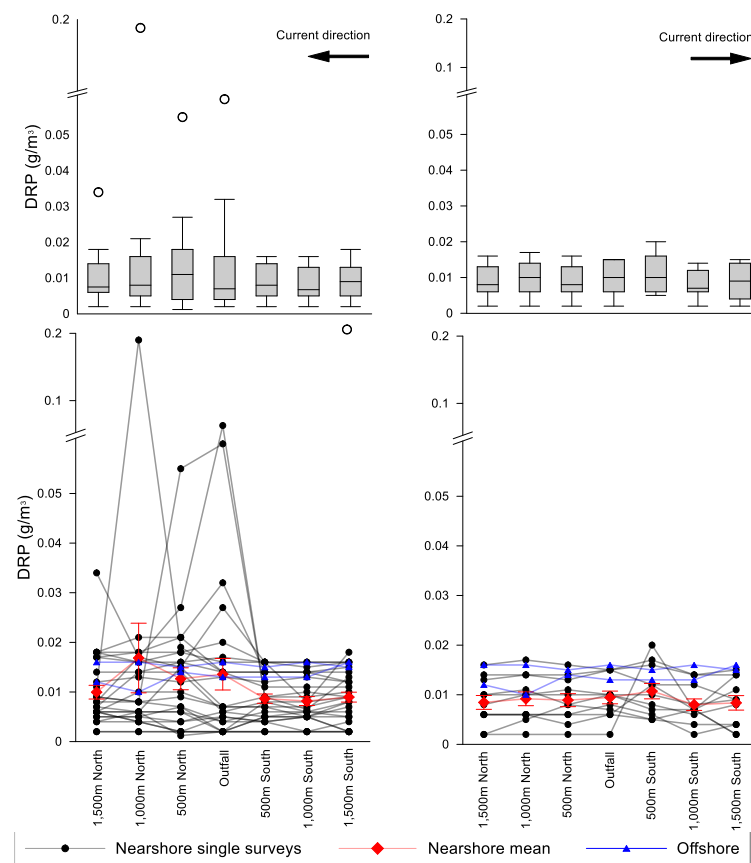 0.2
Current direction
DRP (g/m³)
0.05
0.04
0.03
0.02
0.01
0
Current direction
0.2
0.1
0.05
0.04
0.03
0.02
0.01
0
0.2
0.1
DRP (g/m³)
0.05
0.04
0.03
0.02
0.01
0
1,500m North
1,000m North
500m North
Outfall
500m South
1,000m South
1,500m South
0.2
0.1
0.05
0.04
0.03
0.02
0.01
0
1,500m North
1,000m North
500m North
Outfall
500m South
1,000m South
1,500m South
Nearshore single surveys Nearshore mean Offshore